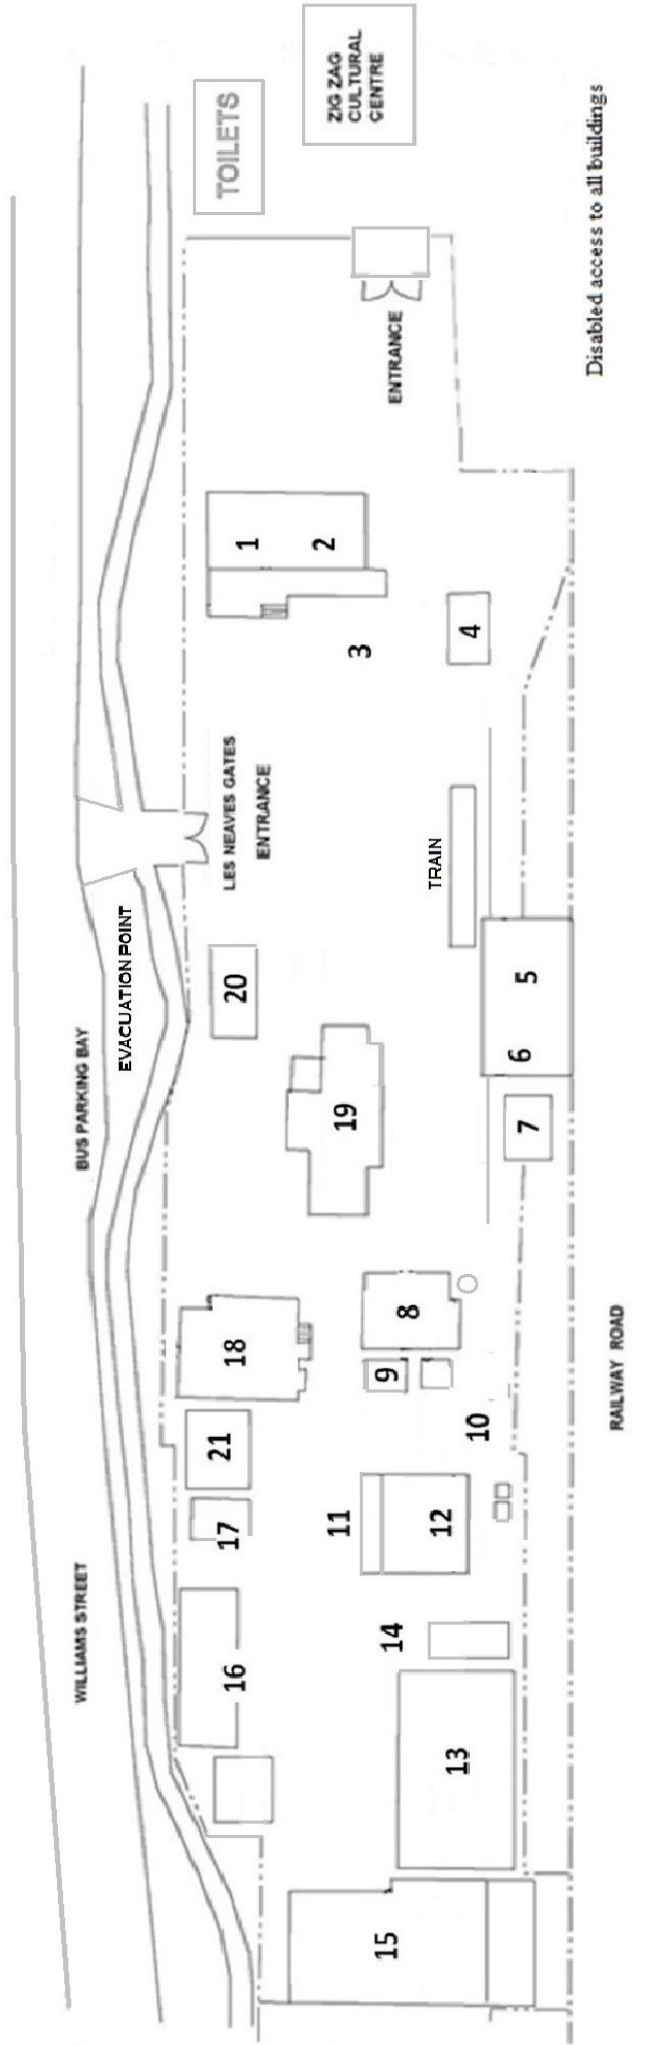 TOILETS
ZIG ZAG
CULTURAL
CENTRE
Disabled access to all buildings
ENTRANCE
1
2
3
4
LES NEAVES GATES
ENTRANCE
TRAIN
EVACUATION POINT
BUS PARKING BAY
20
5
6
7
19
18
8
9
10
21
17
11
12
WILLIAMS STREET
RAILWAY ROAD
16
14
13
15